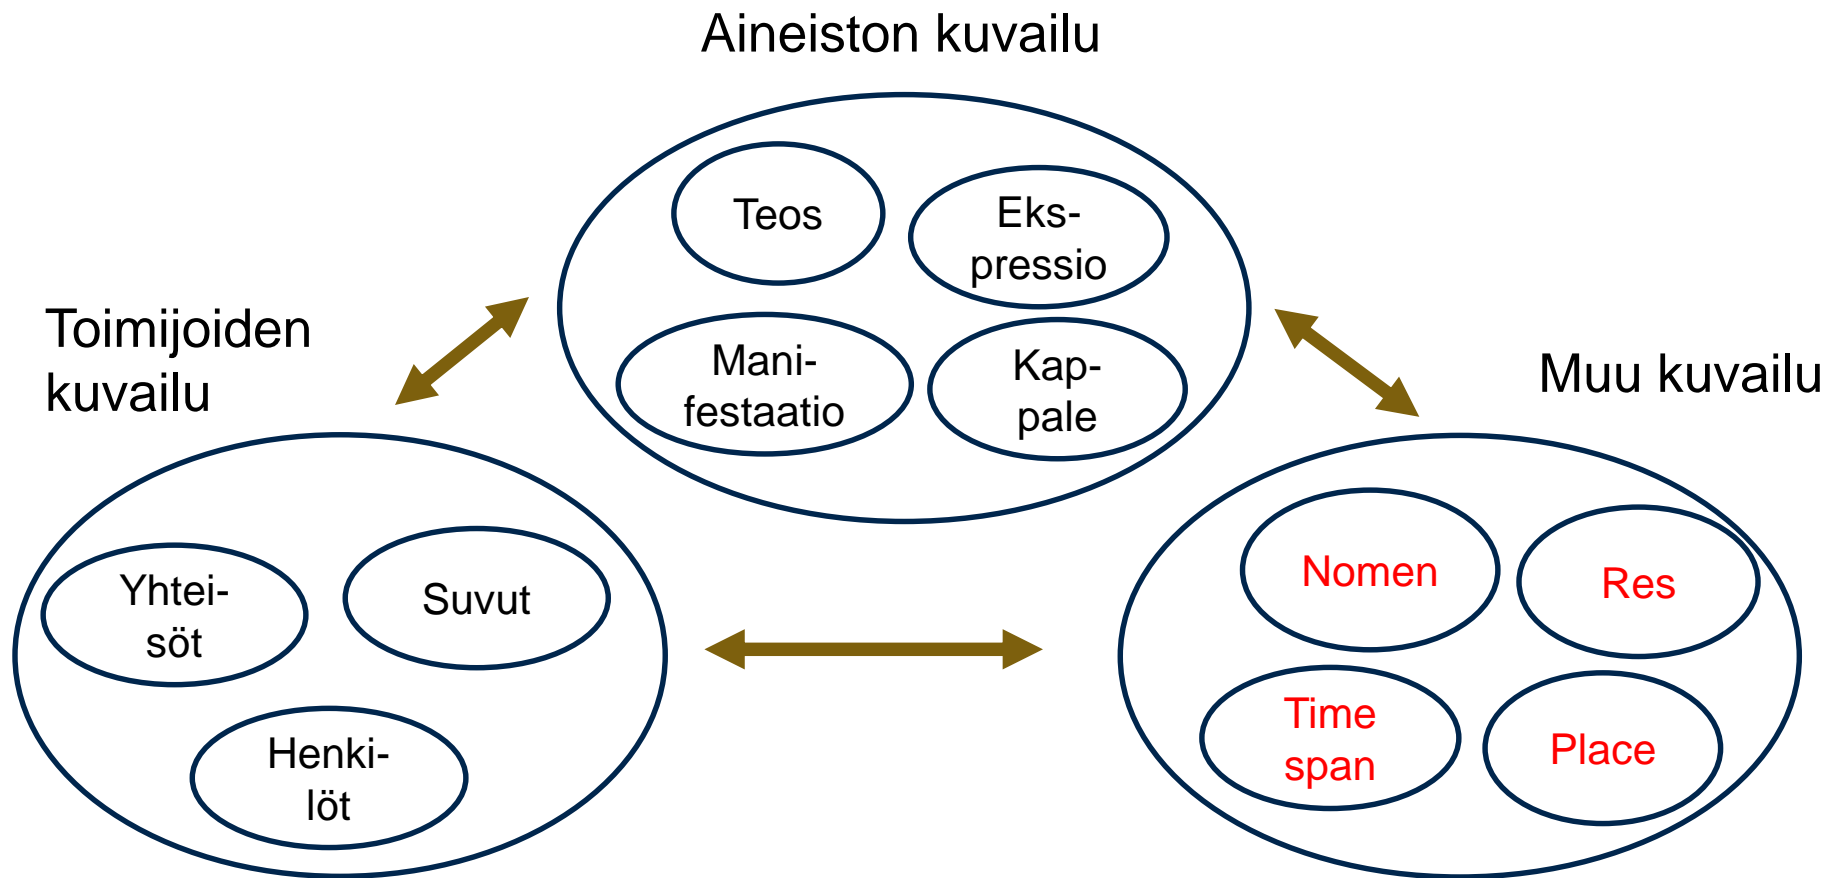 Aineiston kuvailu
Teos
Eks-
pressio
Mani-
festaatio
Kap-
pale
Toimijoiden
kuvailu
Yhtei-
söt
Suvut
Henki-
löt
Muu kuvailu
Nomen
Res
Time
span
Place